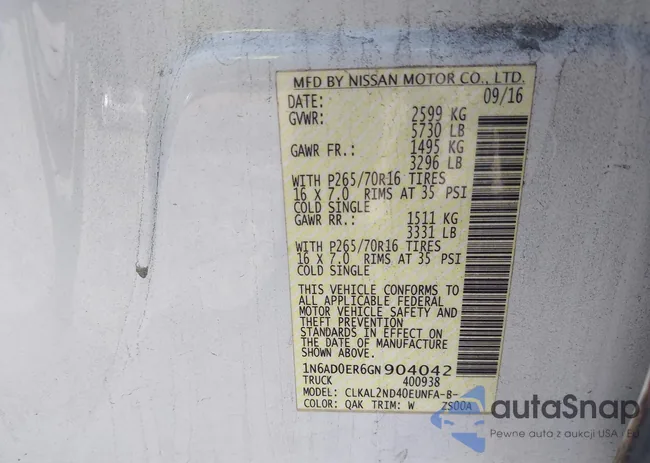 MFD BY NISSAN MOTOR CO., LTD.
DATE: 09/16
GVWR: 2599 KG
5730 LB
GAWR FR.: 1495 KG
3296 LB
WITH P265/70R16 TIRES
16 X 7.0 RIMS AT 35 PSI
COLD SINGLE
GAWR RR.: 1511 KG
3331 LB
WITH P265/70R16 TIRES
16 X 7.0 RIMS AT 35 PSI
COLD SINGLE
THIS VEHICLE CONFORMS TO
ALL APPLICABLE FEDERAL
MOTOR VEHICLE SAFETY AND
THEFT PREVENTION
STANDARDS IN EFFECT ON
THE DATE OF MANUFACTURE
SHOWN ABOVE.
1N6AD0ER6GN904042
TRUCK 400938
MODEL: CLKAL2ND40EUNFA-B-
COLOR: QAK TRIM: W ZS00A
autoSnap
Pewne auta z aukcji USA i EU